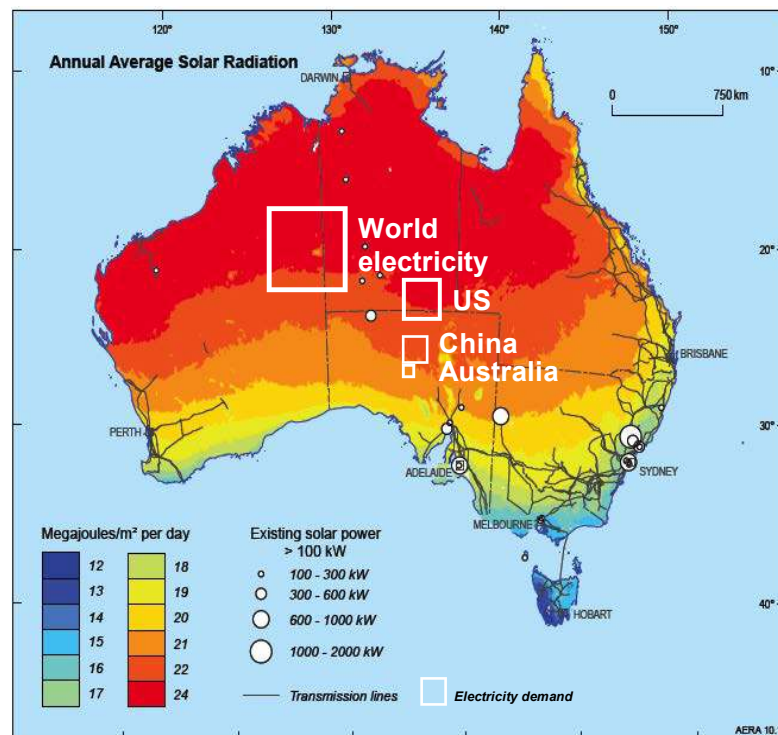 120°
130°
140°
150°
Annual Average Solar Radiation
DARWIN
10°
0
750 km
World
electricity
20°
US
China
Australia
BRISBANE
PERTH
30°
ADELAIDE
SYDNEY
MELBOURNE
Megajoules/m² per day
Existing solar power
> 100 kW
12
18
100 - 300 kW
13
19
300 - 600 kW
14
20
600 - 1000 kW
15
21
1000 - 2000 kW
16
22
17
24
40°
HOBART
Transmission lines
Electricity demand
AERA 10.